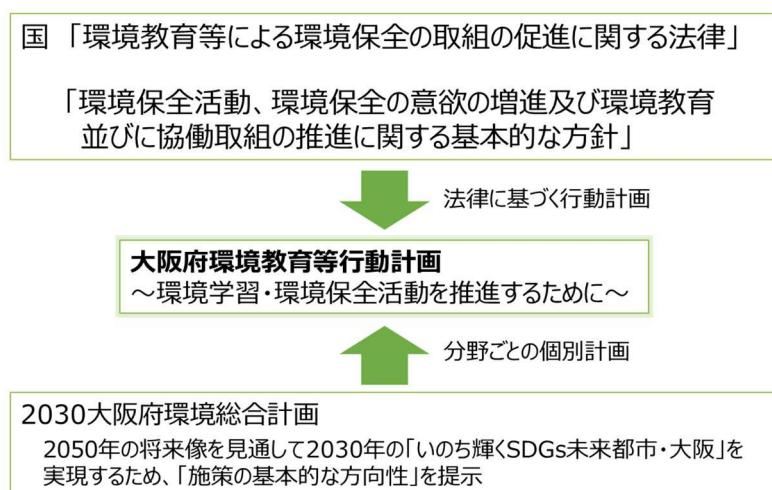 国 「環境教育等による環境保全の取組の促進に関する法律」
「環境保全活動、環境保全の意欲の増進及び環境教育
並びに協働取組の推進に関する基本的な方針」
法律に基づく行動計画
大阪府環境教育等行動計画
～環境学習・環境保全活動を推進するために～
分野ごとの個別計画
2030大阪府環境総合計画
2050年の将来像を見通して2030年の「いのち輝くSDGs未来都市・大阪」を
実現するため、「施策の基本的な方向性」を提示